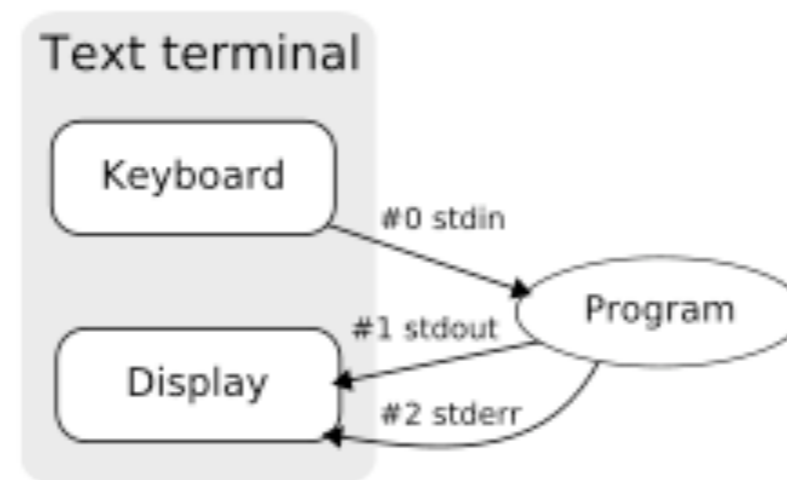 Text terminal
Keyboard
#0 stdin
Program
#1 stdout
Display
#2 stderr